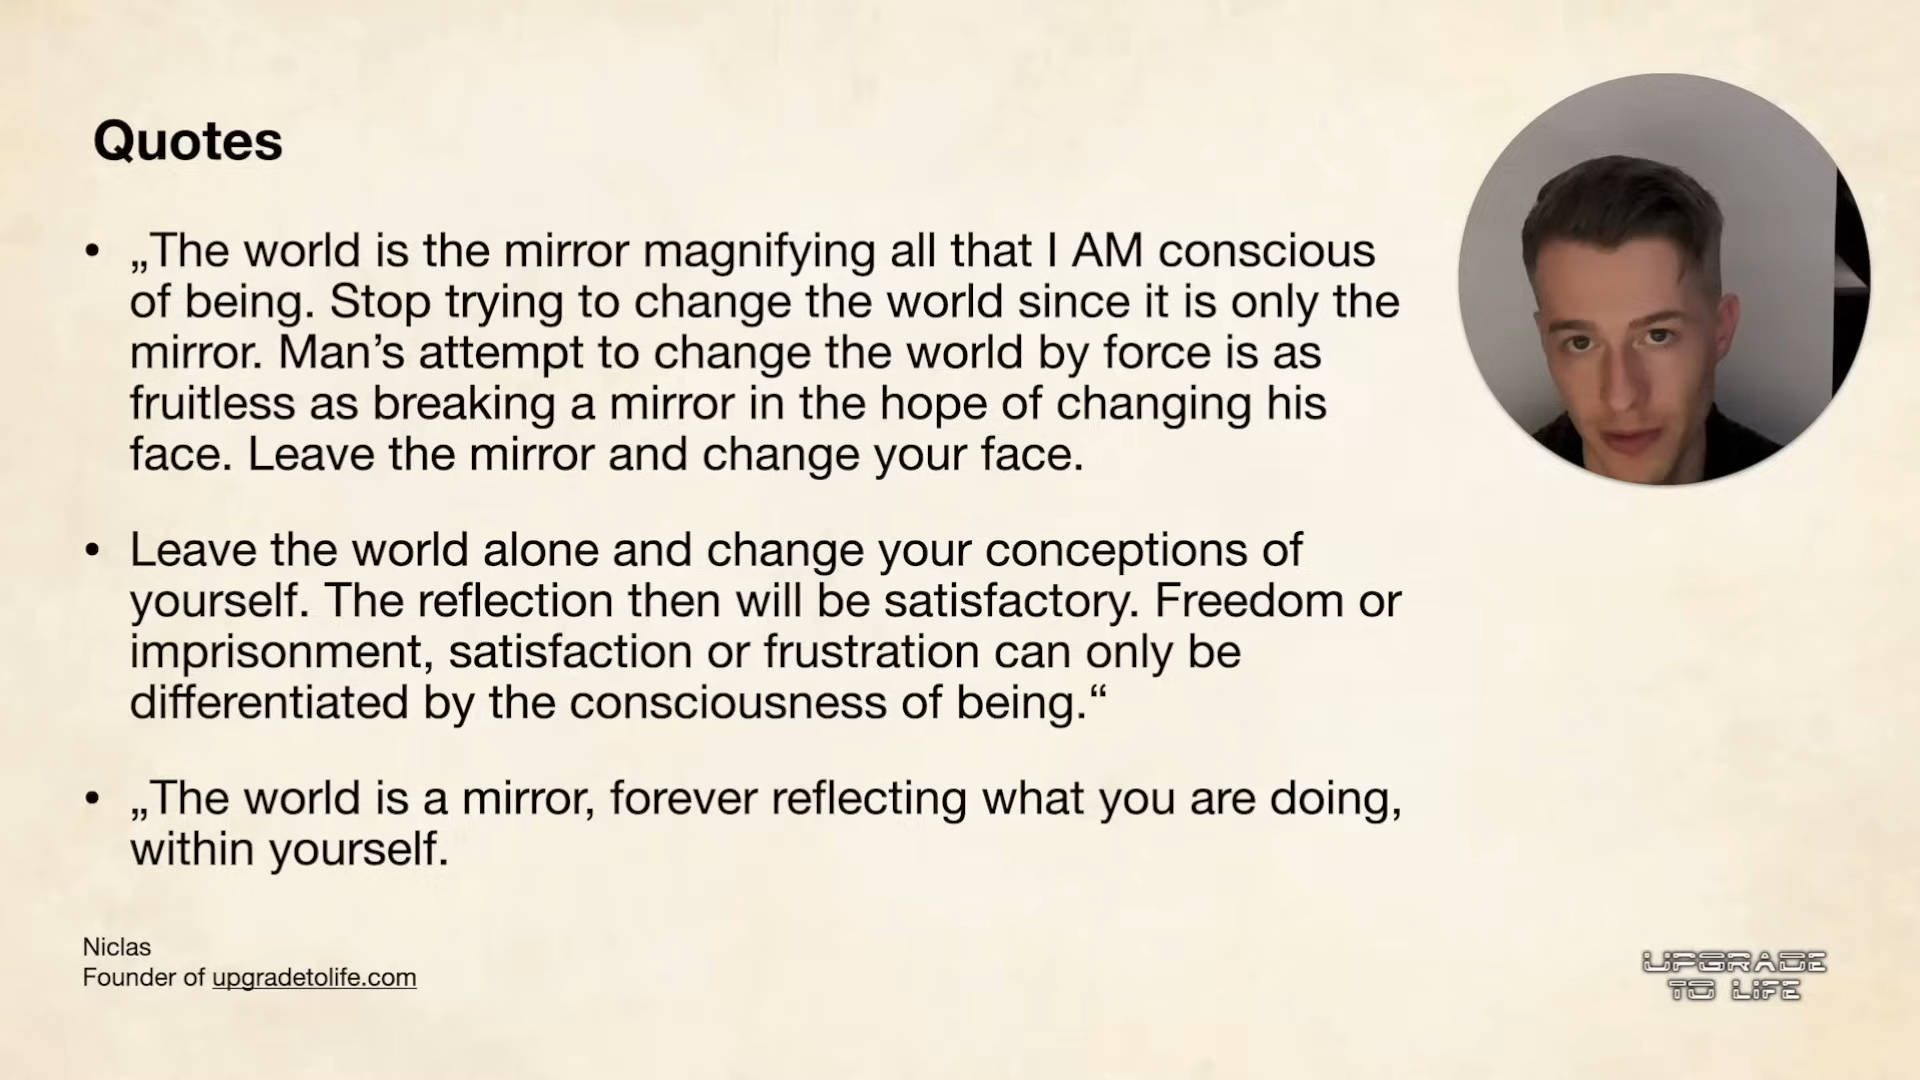 Quotes
• „The world is the mirror magnifying all that I AM conscious
of being. Stop trying to change the world since it is only the
mirror. Man’s attempt to change the world by force is as
fruitless as breaking a mirror in the hope of changing his
face. Leave the mirror and change your face.
• Leave the world alone and change your conceptions of
yourself. The reflection then will be satisfactory. Freedom or
imprisonment, satisfaction or frustration can only be
differentiated by the consciousness of being.“
• „The world is a mirror, forever reflecting what you are doing,
within yourself.
Niclas
Founder of upgradetolife.com
UPGRADE
TO LIFE